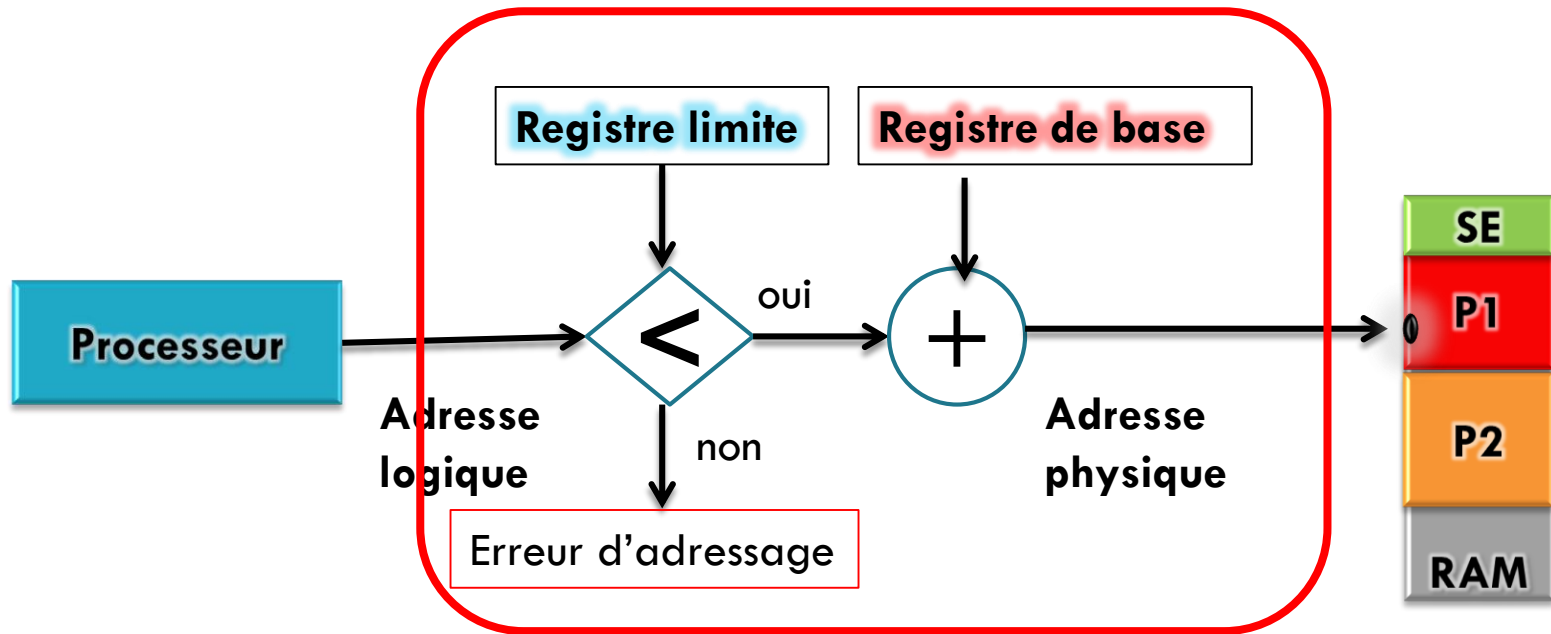 Registre limite
Registre de base
SE
Processeur
<
oui
+
P1
Adresse
logique
non
Adresse
physique
P2
Erreur d’adressage
RAM